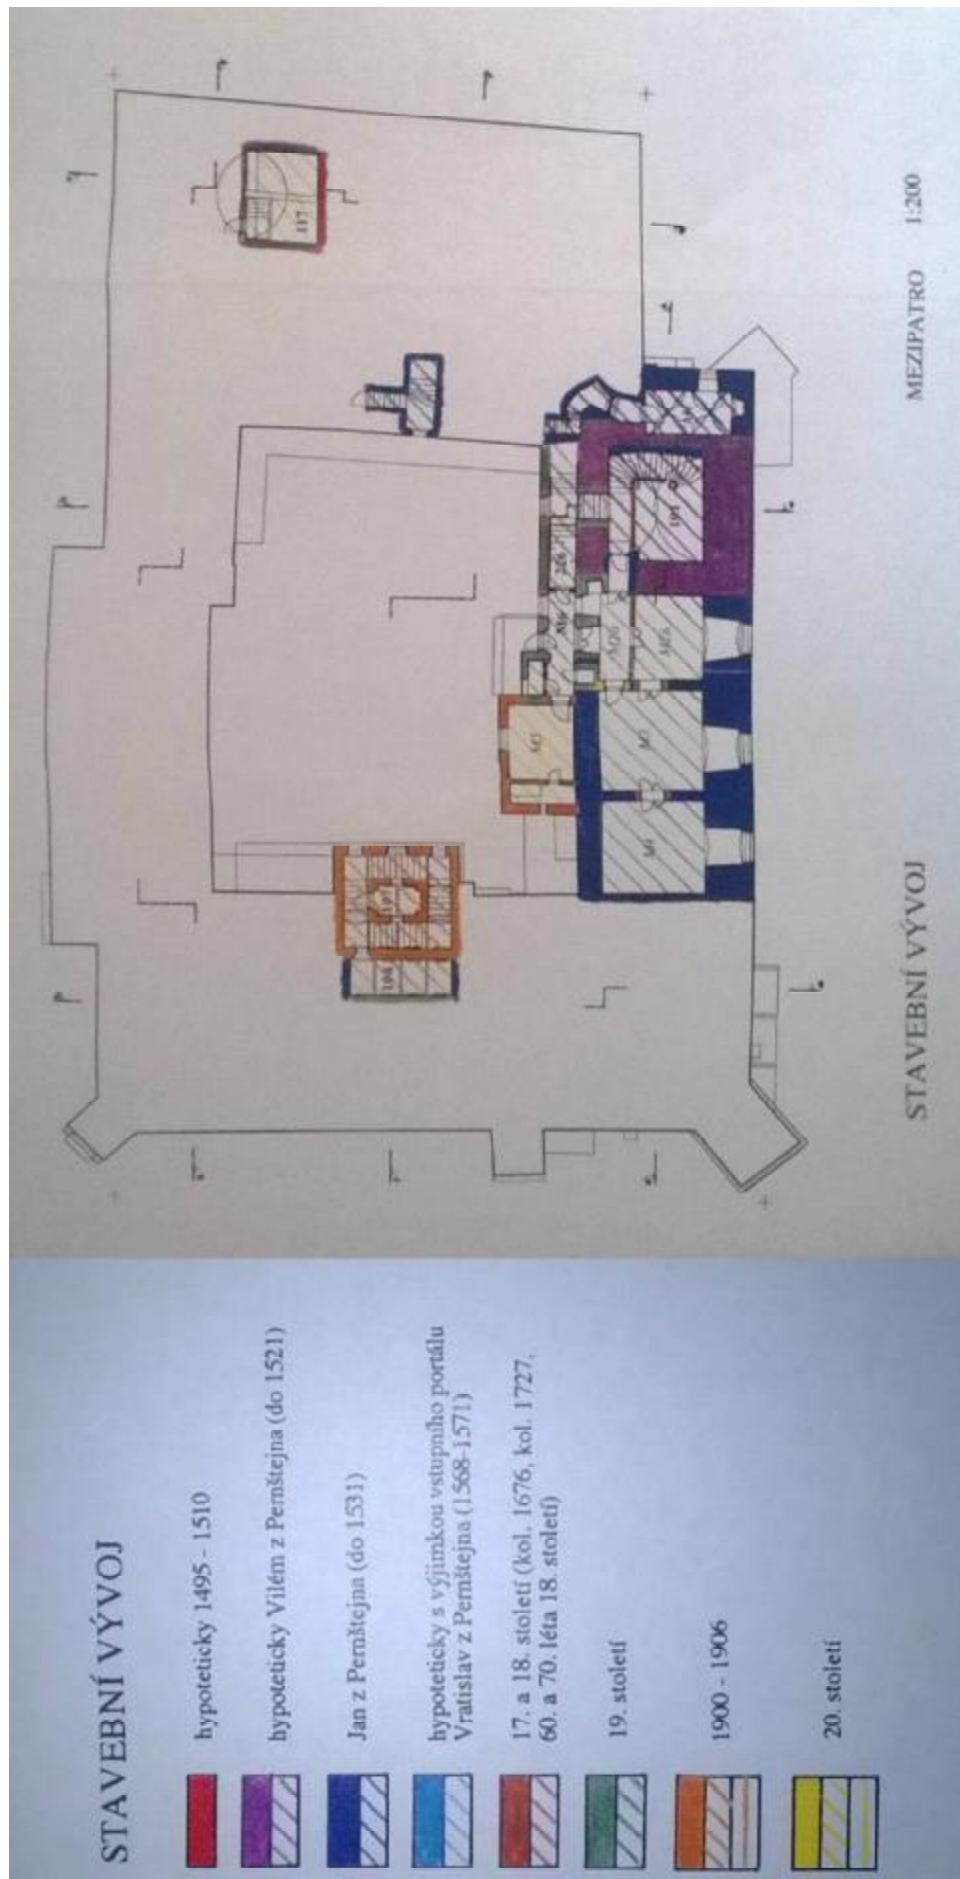 STAVEBNÍ VÝVOJ
hypoteticky 1495 - 1510
hypoteticky Vilém z Pernštejna (do 1521)
Jan z Pernštejna (do 1531)
hypoteticky s výjimkou vstupního portálu
Vratislav z Pernštejna (1568-1571)
17. a 18. století (kol. 1676, kol. 1727,
60. a 70. léta 18. století)
19. století
1900 - 1906
20. století
STAVEBNÍ VÝVOJ
MEZIPATRO 1:200
117
108